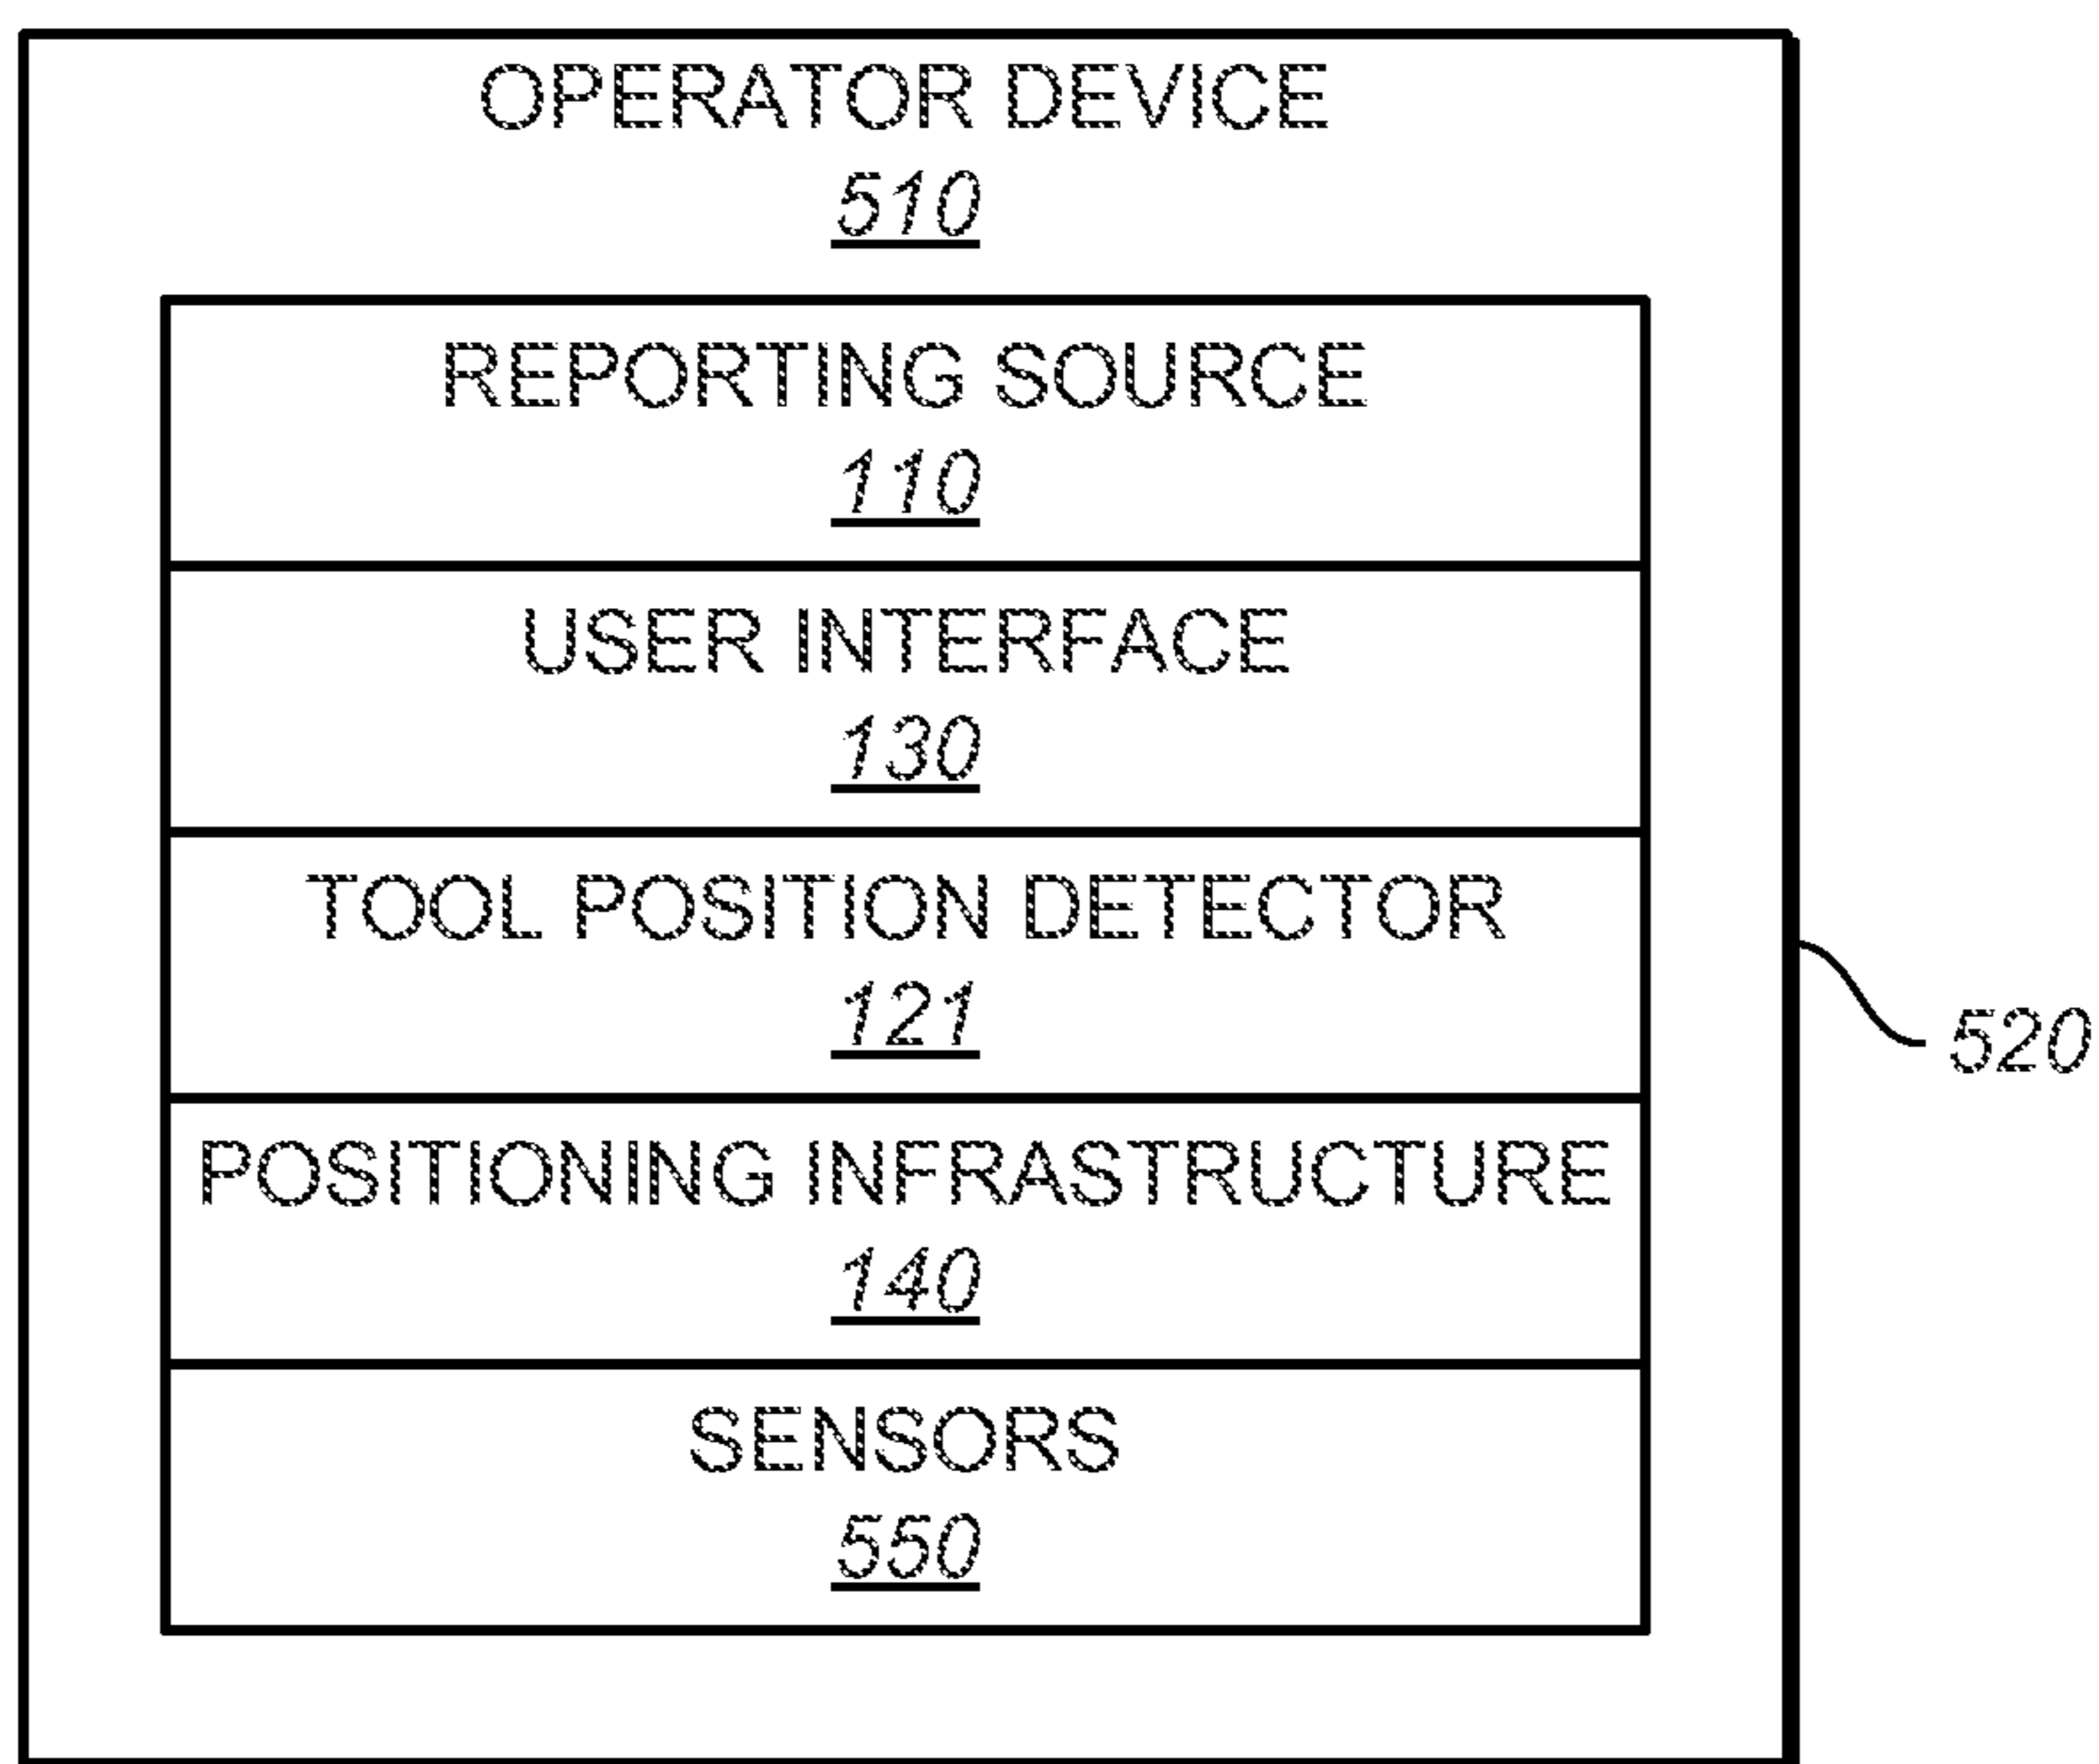 OPERATOR DEVICE
510
REPORTING SOURCE
110
USER INTERFACE
130
TOOL POSITION DETECTOR
121
520
POSITIONING INFRASTRUCTURE
140
SENSORS
550